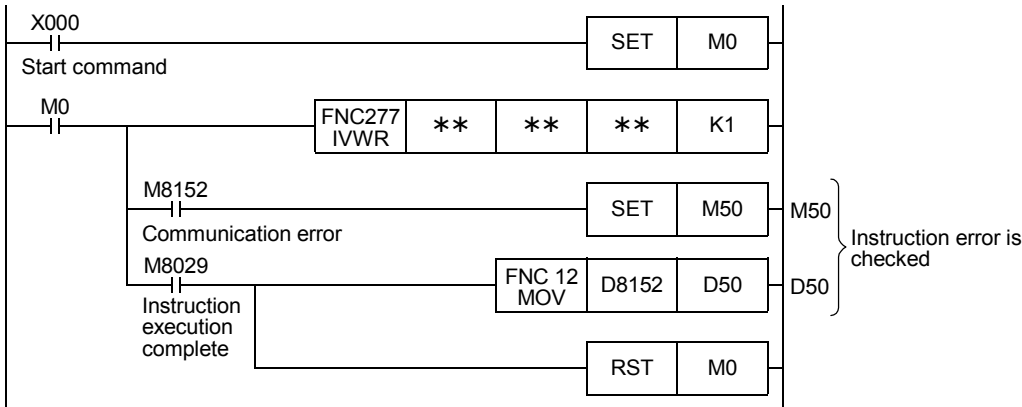 X000
SET M0
Start command
M0
FNC277 IVWR ** ** ** K1
M8152
SET M50 M50
Communication error
Instruction error is checked
M8029
FNC 12 MOV D8152 D50 D50
Instruction execution complete
RST M0